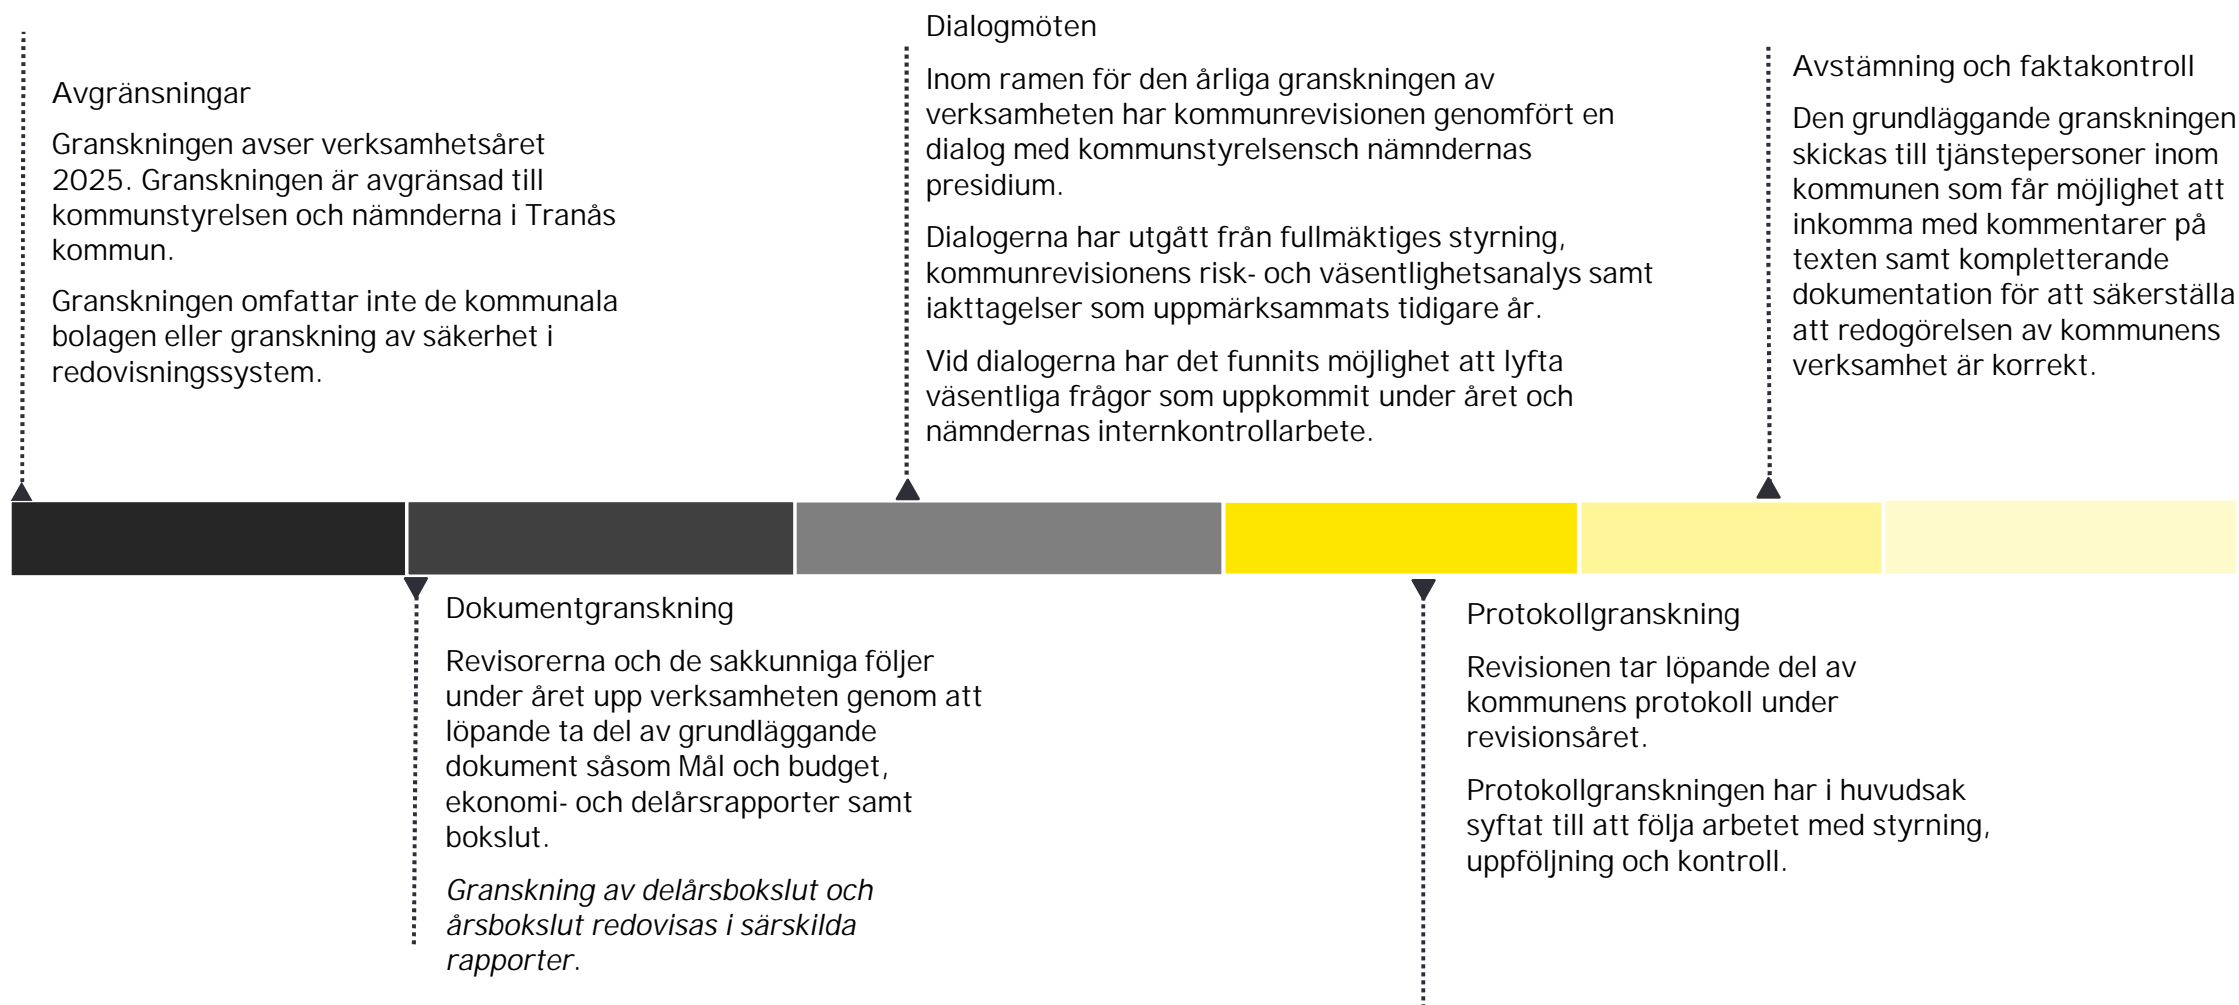 Avgränsningar
Granskningen avser verksamhetsåret
2025. Granskningen är avgränsad till
kommunstyrelsen och nämnderna i Tranås
kommun.
Granskningen omfattar inte de kommunala
bolagen eller granskning av säkerhet i
redovisningssystem.
Dokumentgranskning
Revisorerna och de sakkunniga följer
under året upp verksamheten genom att
löpande ta del av grundläggande
dokument såsom Mål och budget,
ekonomi- och delårsrapporter samt
bokslut.
Granskning av delårsbokslut och
årsbokslut redovisas i särskilda
rapporter.
Dialogmöten
Inom ramen för den årliga granskningen av
verksamheten har kommunrevisionen genomfört en
dialog med kommunstyrelsensch nämndernas
presidium.
Dialogerna har utgått från fullmäktiges styrning,
kommunrevisionens risk- och väsentlighetsanalys samt
iakttagelser som uppmärksammats tidigare år.
Vid dialogerna har det funnits möjlighet att lyfta
väsentliga frågor som uppkommit under året och
nämndernas internkontrollarbete.
Protokollgranskning
Revisionen tar löpande del av
kommunens protokoll under
revisionsåret.
Protokollgranskningen har i huvudsak
syftat till att följa arbetet med styrning,
uppföljning och kontroll.
Avstämning och faktakontroll
Den grundläggande granskningen
skickas till tjänstepersoner inom
kommunen som får möjlighet att
inkomma med kommentarer på
texten samt kompletterande
dokumentation för att säkerställa
att redogörelsen av kommunens
verksamhet är korrekt.